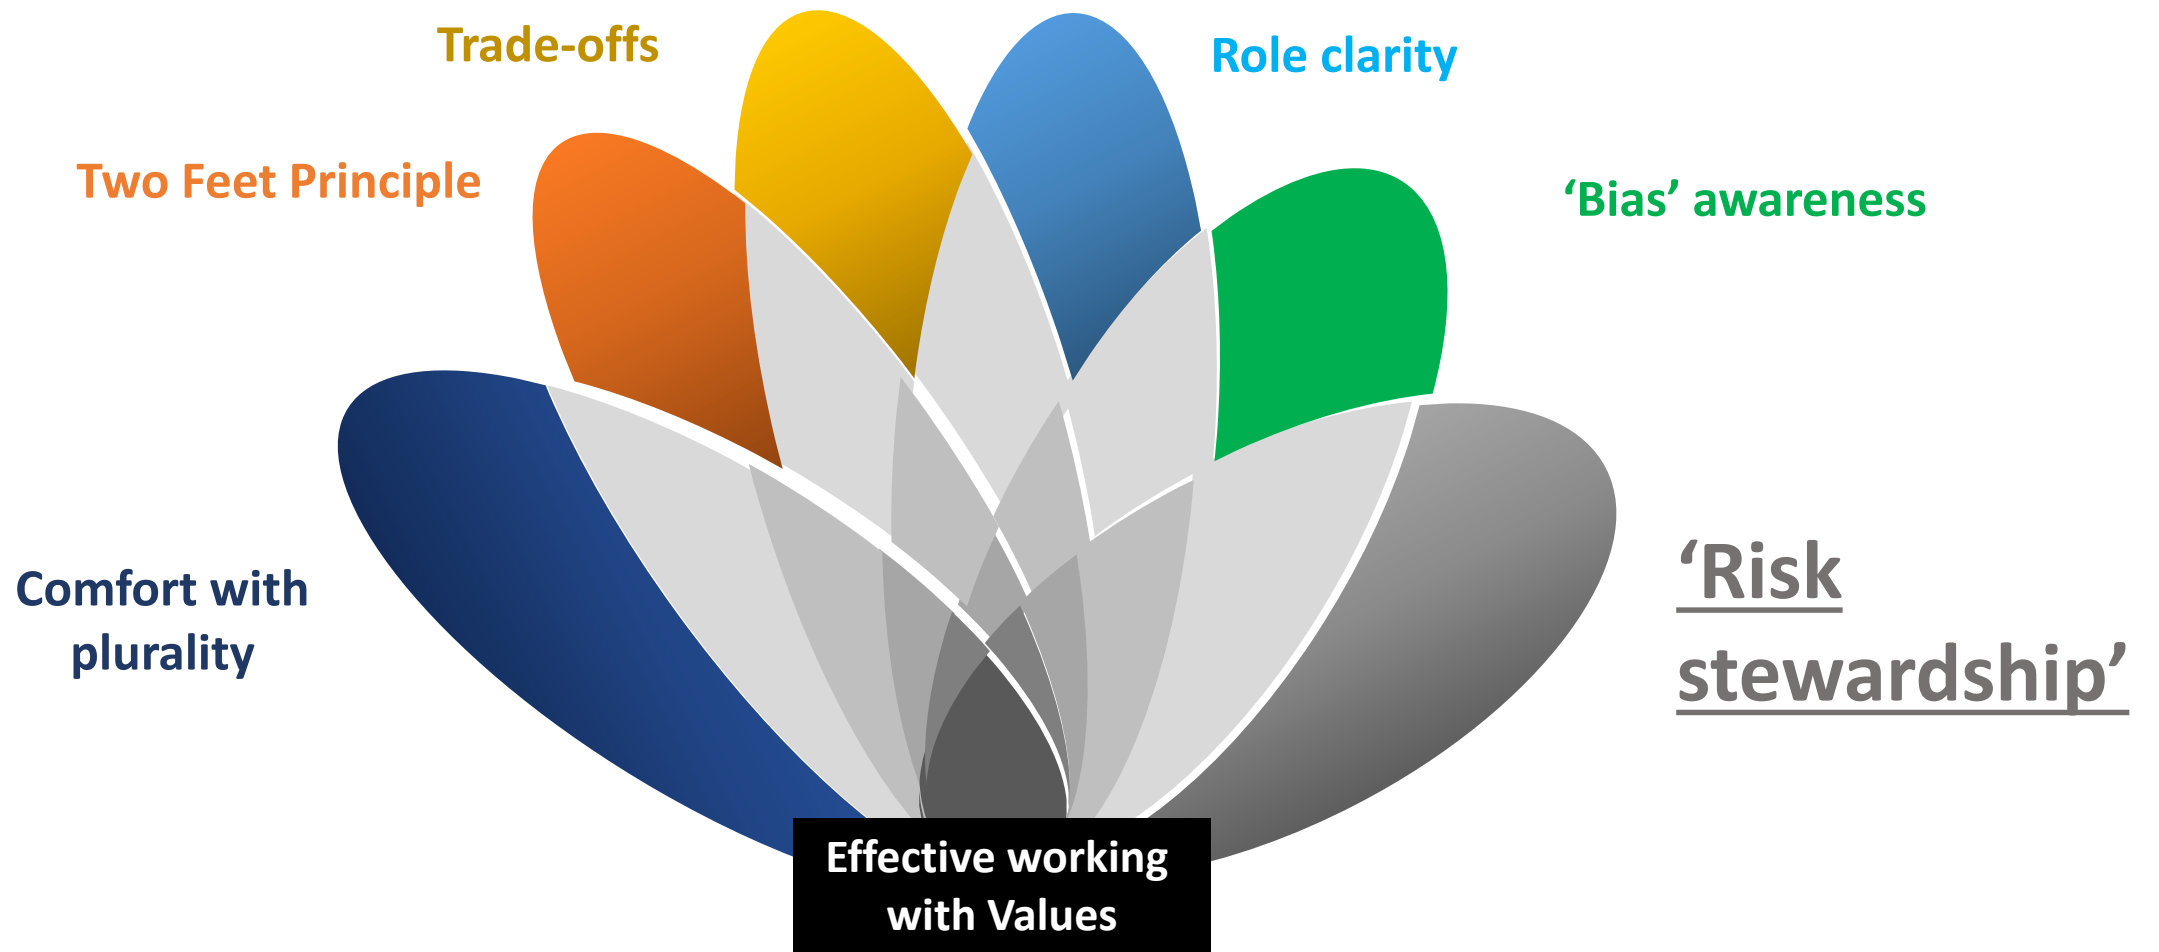 Trade-offs
Role clarity
Two Feet Principle
‘Bias’ awareness
Comfort with
plurality
‘Risk
stewardship’
Effective working
with Values